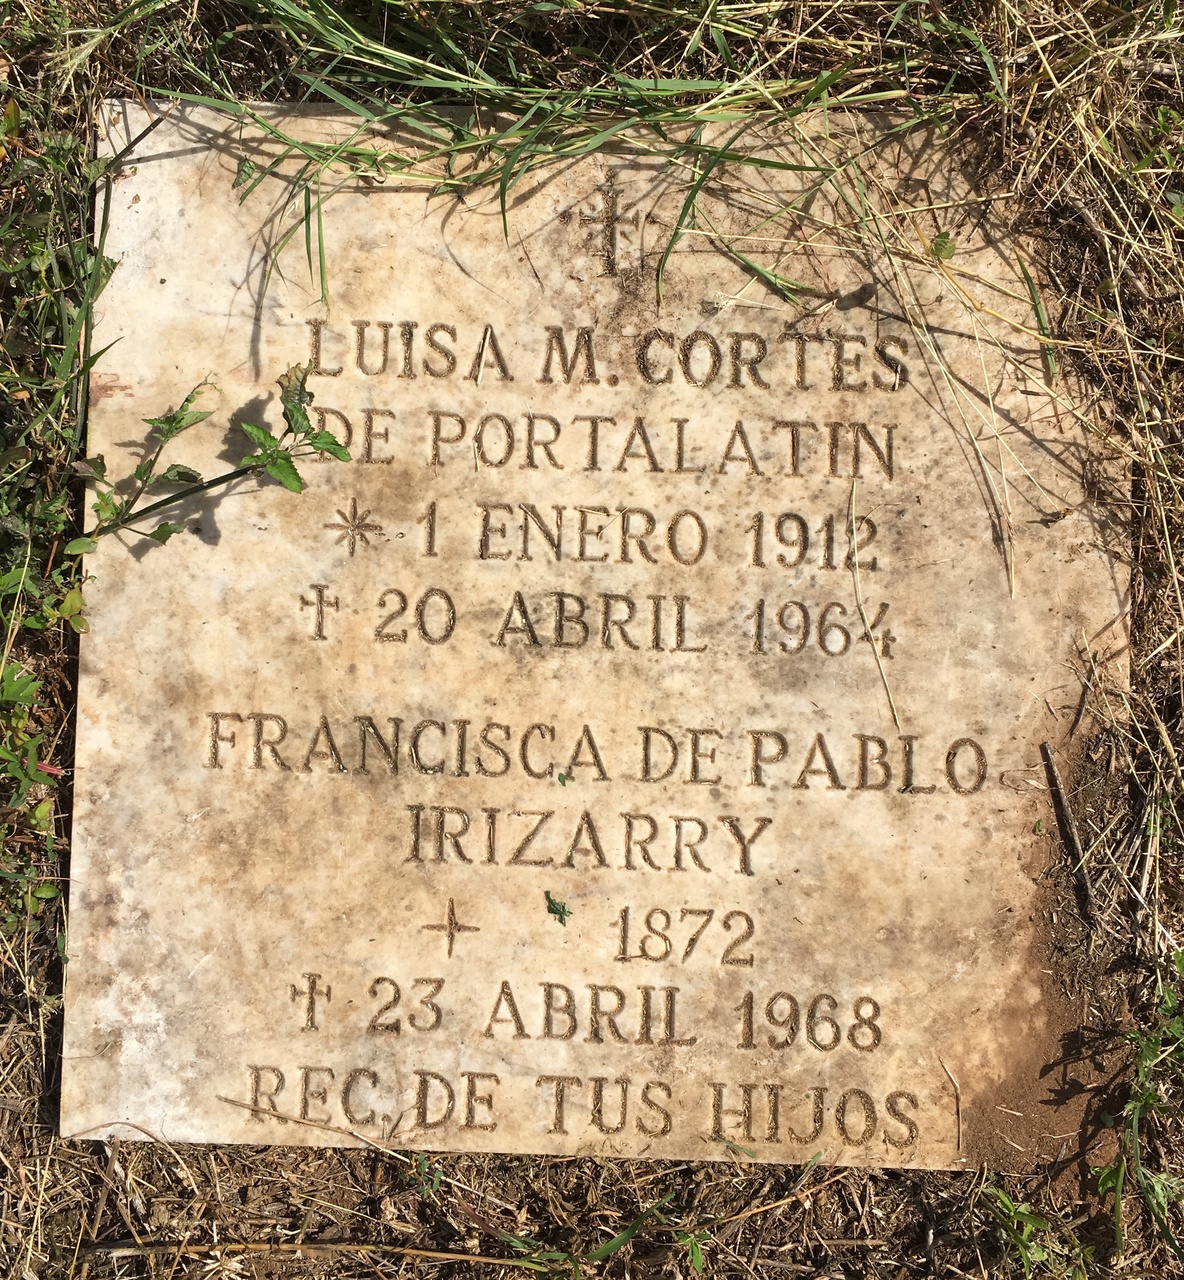 LUISA M. CÓRTES
DE PORTALATIN
* 1 ENERO 1912
† 20 ABRIL 1964
FRANCISCA DE PABLO
IRIZARRY
1872
† 23 ABRIL 1968
REC. DE TUS HIJOS